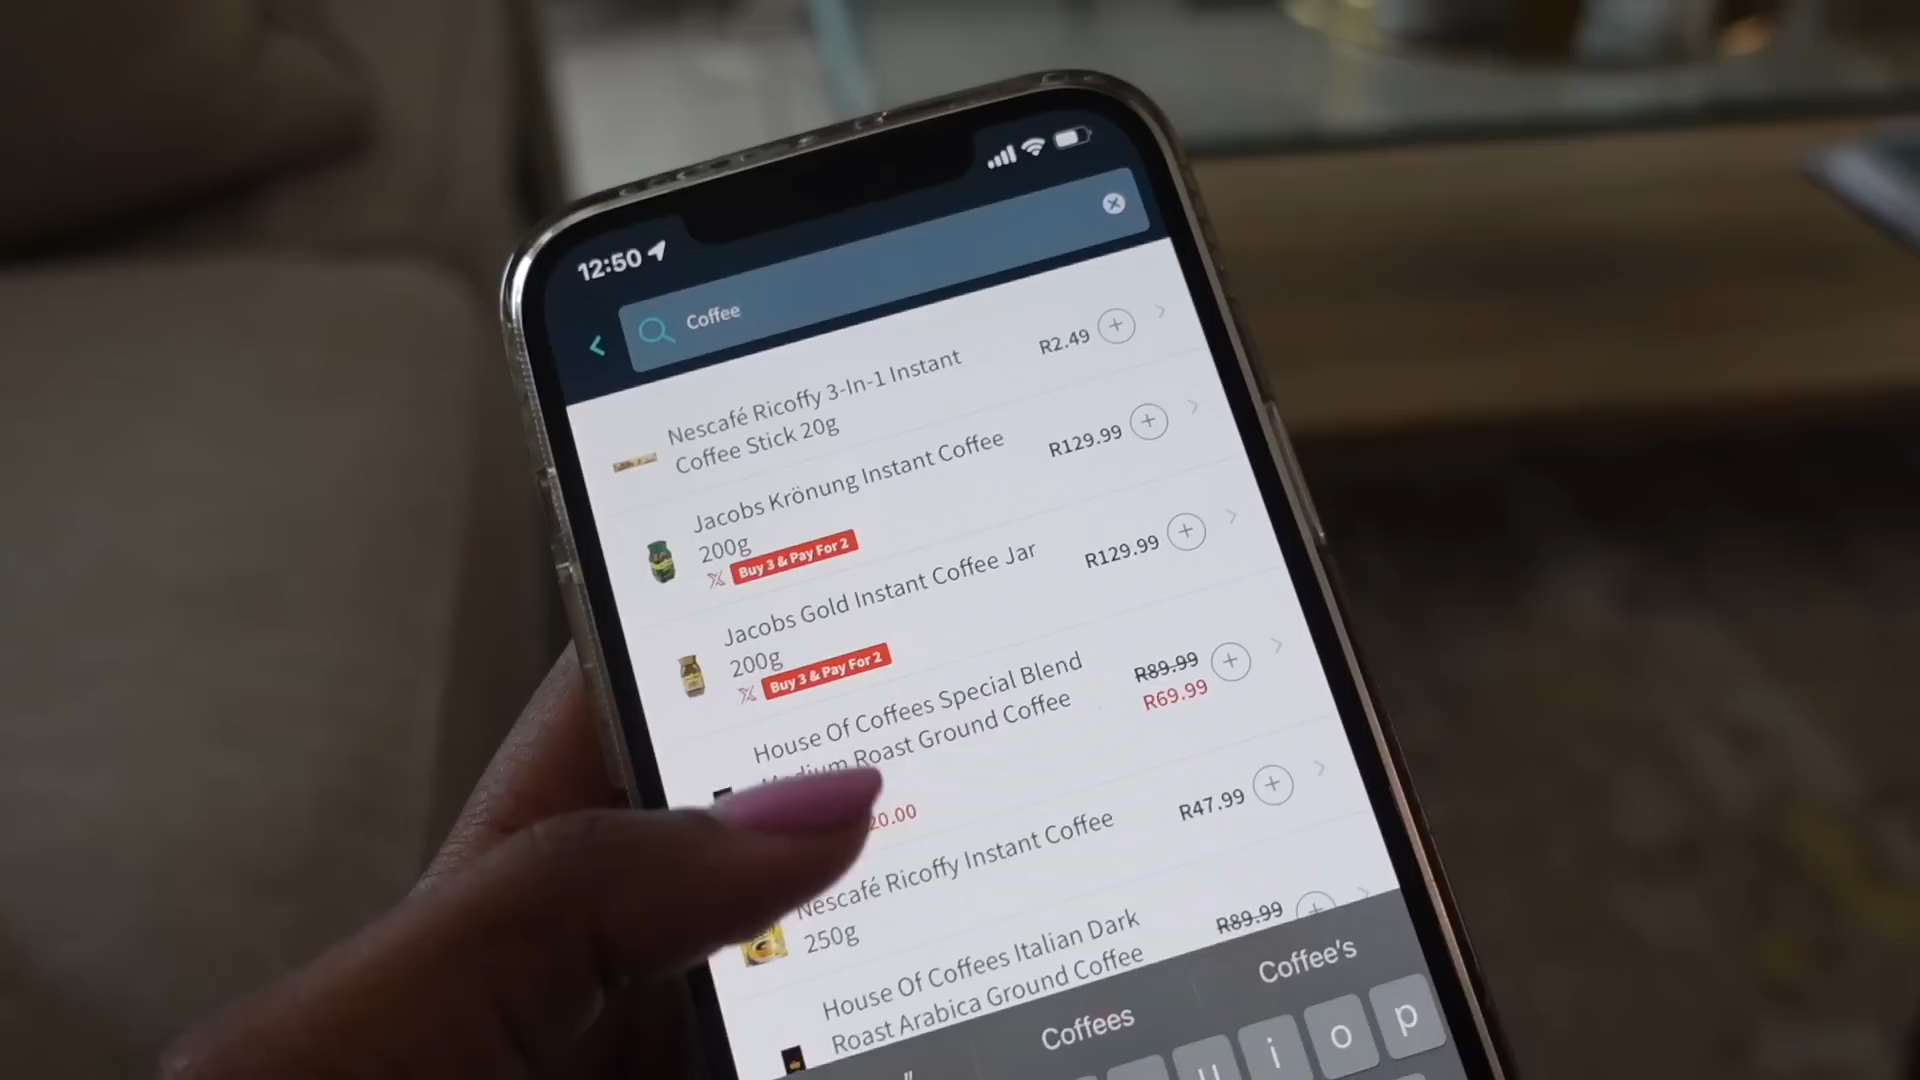 12:50
Coffee
Nescafé Ricoffy 3-In-1 Instant
Coffee Stick 20g
R2.49
Jacobs Krönung Instant Coffee
200g
R129.99
Buy 3 & Pay For 2
Jacobs Gold Instant Coffee Jar
200g
R129.99
Buy 3 & Pay For 2
House Of Coffees Special Blend
Medium Roast Ground Coffee
R89.99
R69.99
20.00
Nescafé Ricoffy Instant Coffee
250g
R47.99
House Of Coffees Italian Dark
Roast Arabica Ground Coffee
R89.99
Coffees
Coffee's
u i o p